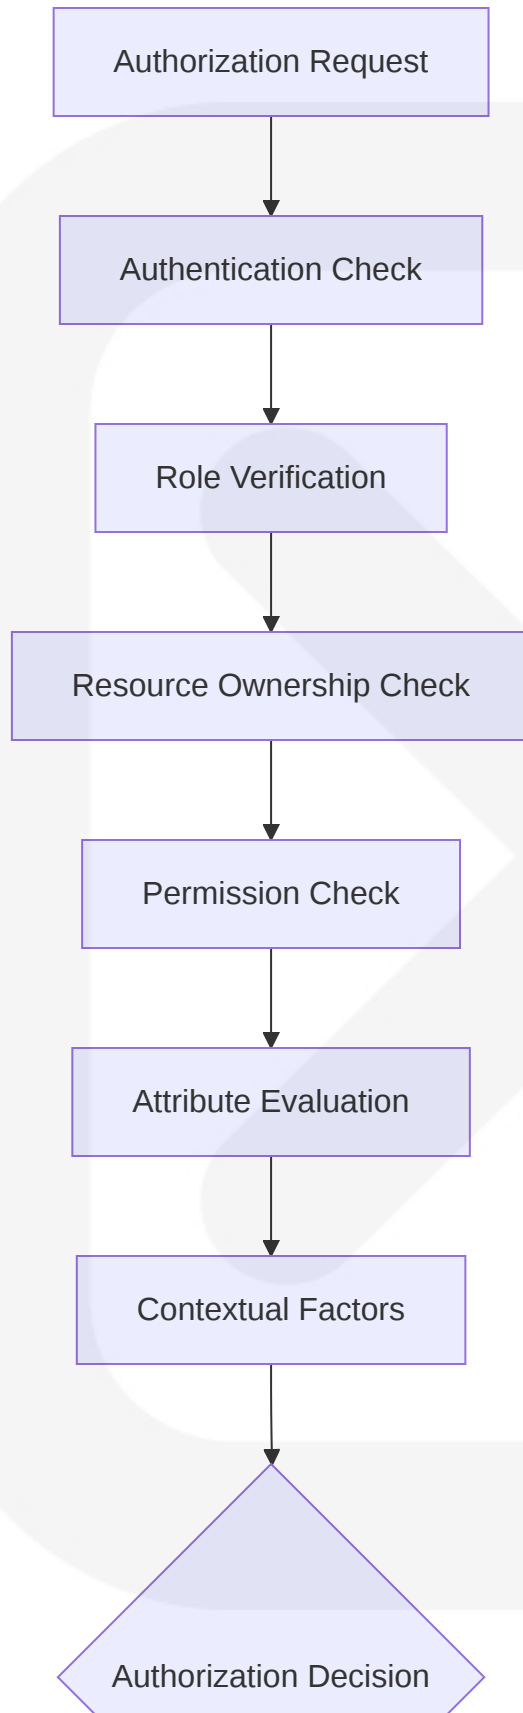 Authorization Request
Authentication Check
Role Verification
Resource Ownership Check
Permission Check
Attribute Evaluation
Contextual Factors
Authorization Decision